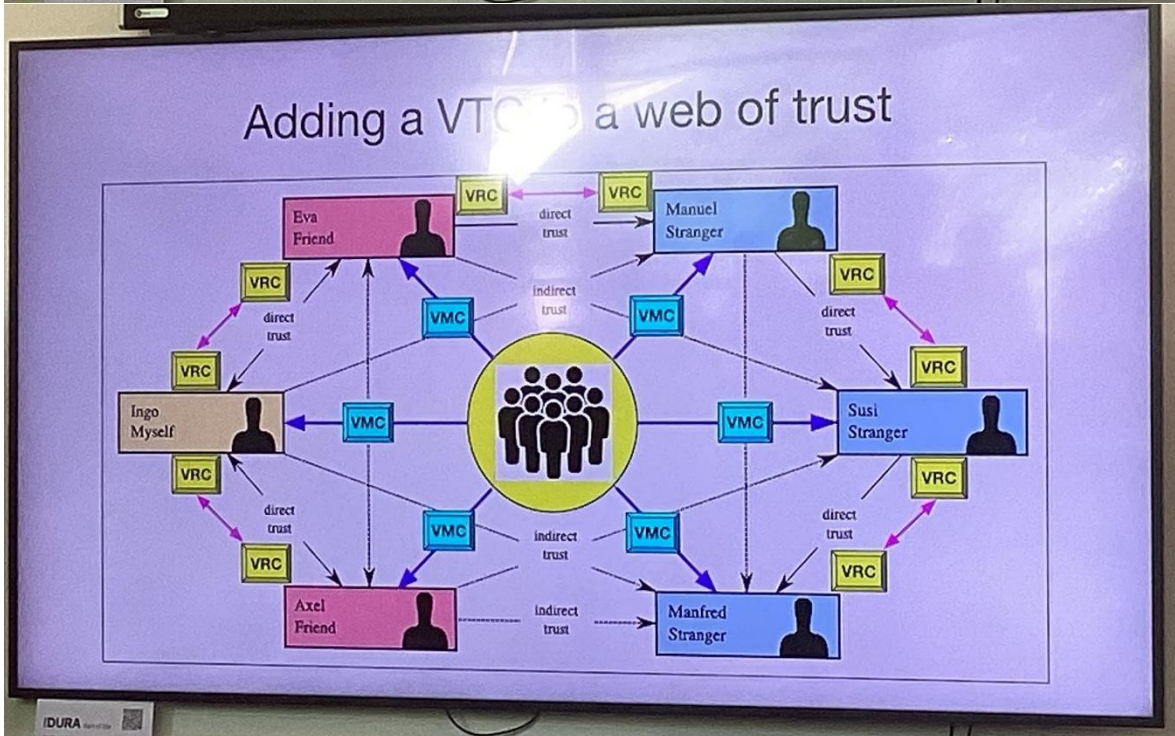 Adding a VTC to a web of trust
VRC
VRC
Eva
Friend
direct
trust
Manuel
Stranger
VRC
VRC
direct
trust
indirect
trust
direct
trust
VMC
VMC
VRC
VRC
Ingo
Myself
VMC
VMC
Susi
Stranger
VRC
VRC
direct
trust
VMC
VMC
indirect
trust
direct
trust
VRC
VRC
Axel
Friend
indirect
trust
Manfred
Stranger
IDURA